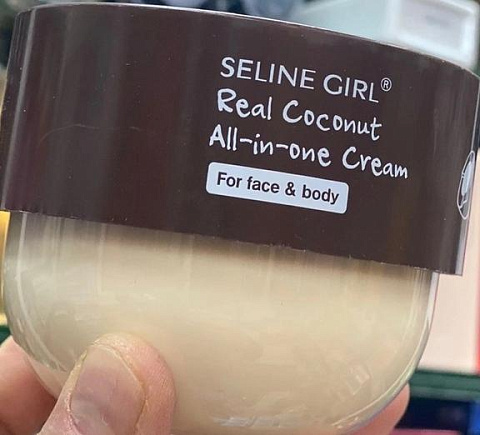 SELINE GIRL®
Real Coconut
All-in-one Cream
For face & body